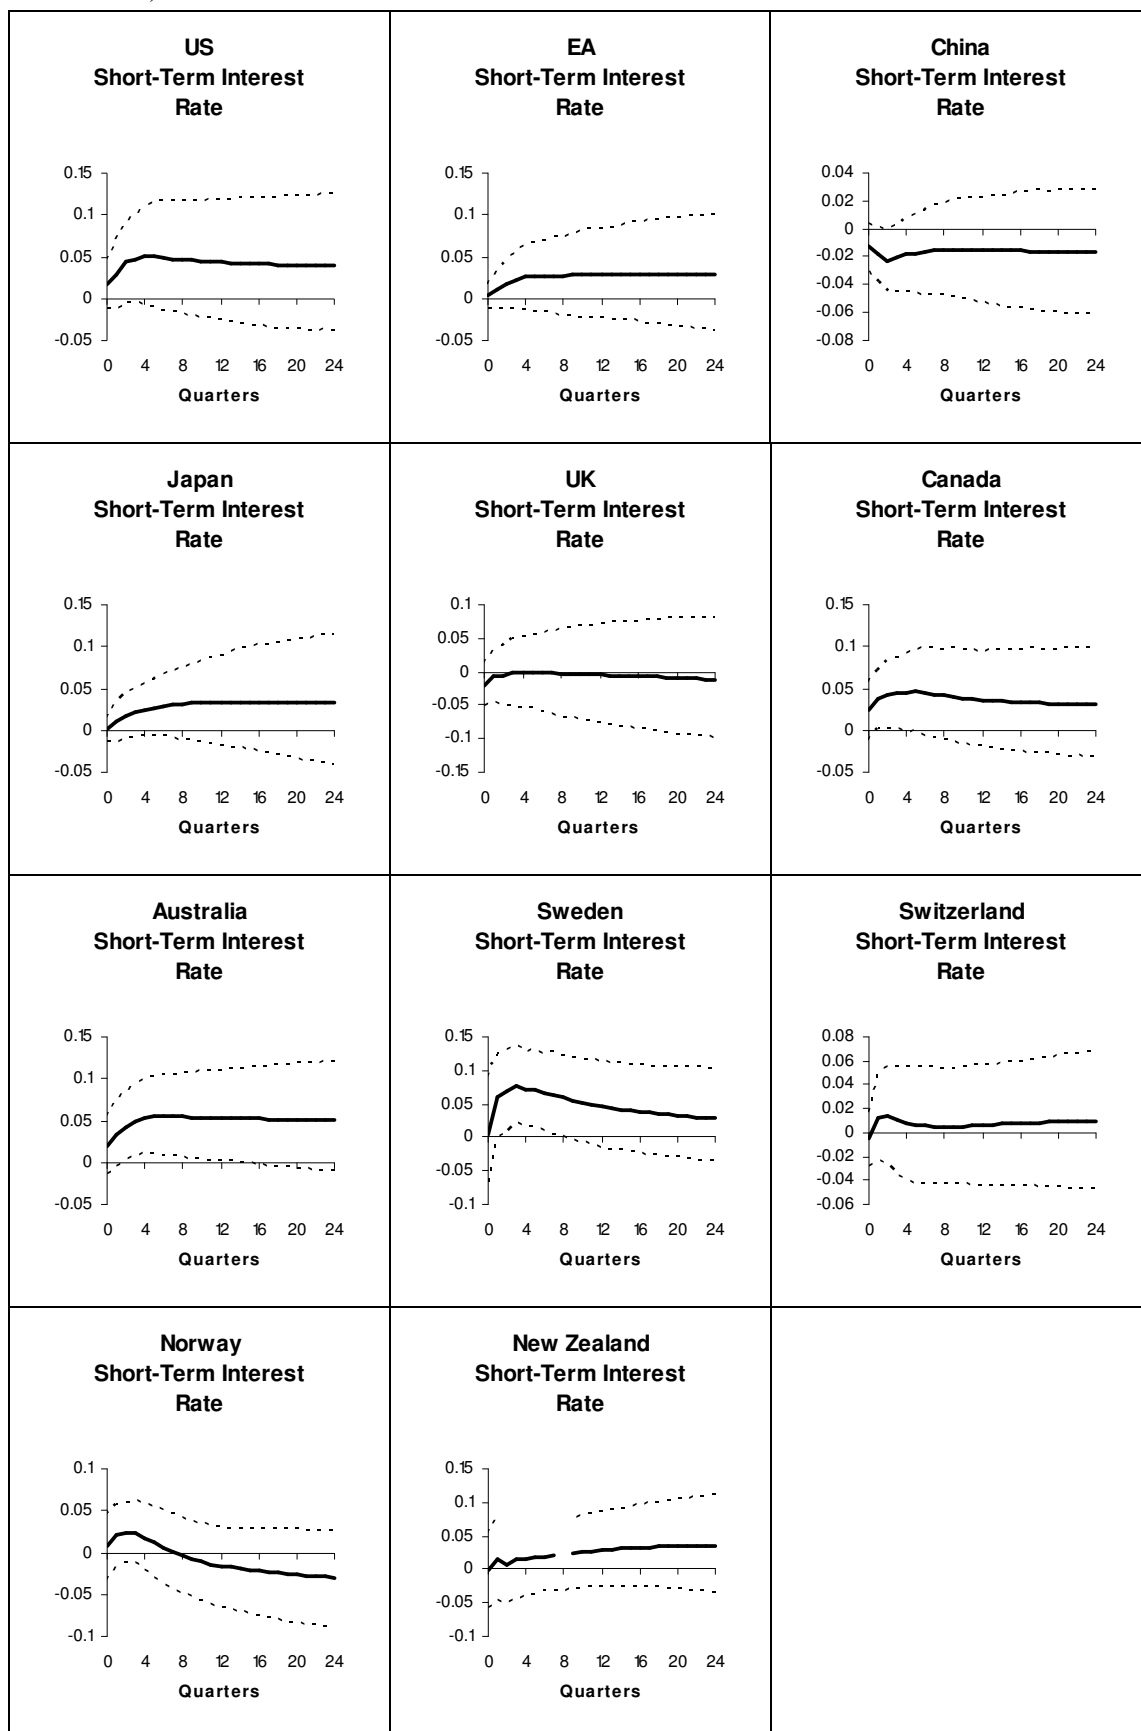 US
Short-Term Interest
Rate
0.15
0.1
0.05
0
-0.05
0 4 8 12 16 20 24
Quarters
EA
Short-Term Interest
Rate
0.15
0.1
0.05
0
-0.05
0 4 8 12 16 20 24
Quarters
China
Short-Term Interest
Rate
0.04
0.02
0
-0.02
-0.04
-0.06
-0.08
0 4 8 12 16 20 24
Quarters
Japan
Short-Term Interest
Rate
0.15
0.1
0.05
0
-0.05
0 4 8 12 16 20 24
Quarters
UK
Short-Term Interest
Rate
0.1
0.05
0
-0.05
-0.1
-0.15
0 4 8 12 16 20 24
Quarters
Canada
Short-Term Interest
Rate
0.15
0.1
0.05
0
-0.05
0 4 8 12 16 20 24
Quarters
Australia
Short-Term Interest
Rate
0.15
0.1
0.05
0
-0.05
0 4 8 12 16 20 24
Quarters
Sweden
Short-Term Interest
Rate
0.15
0.1
0.05
0
-0.05
-0.1
0 4 8 12 16 20 24
Quarters
Switzerland
Short-Term Interest
Rate
0.08
0.06
0.04
0.02
0
-0.02
-0.04
-0.06
0 4 8 12 16 20 24
Quarters
Norway
Short-Term Interest
Rate
0.1
0.05
0
-0.05
-0.1
0 4 8 12 16 20 24
Quarters
New Zealand
Short-Term Interest
Rate
0.15
0.1
0.05
0
-0.05
-0.1
0 4 8 12 16 20 24
Quarters